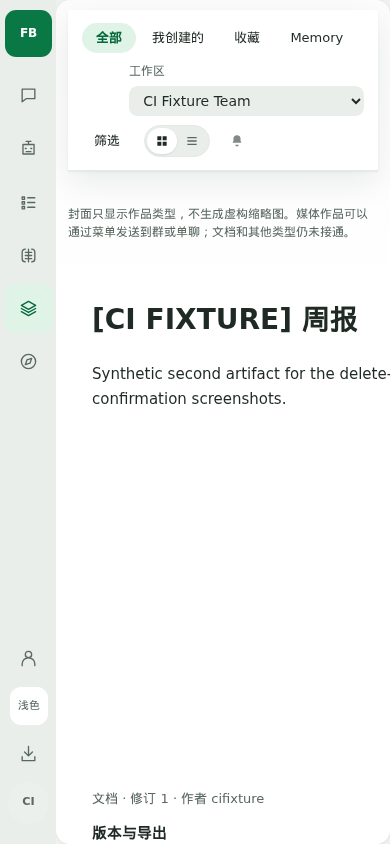 FB
全部 我创建的 收藏 Memory
工作区
CI Fixture Team
筛选
封面只显示作品类型，不生成虚构缩略图。媒体作品可以
通过菜单发送到群或单聊；文档和其他类型仍未接通。
[CI FIXTURE] 周报
Synthetic second artifact for the delete-
confirmation screenshots.
浅色
CI
文档 · 修订 1 · 作者 cifixture
版本与导出